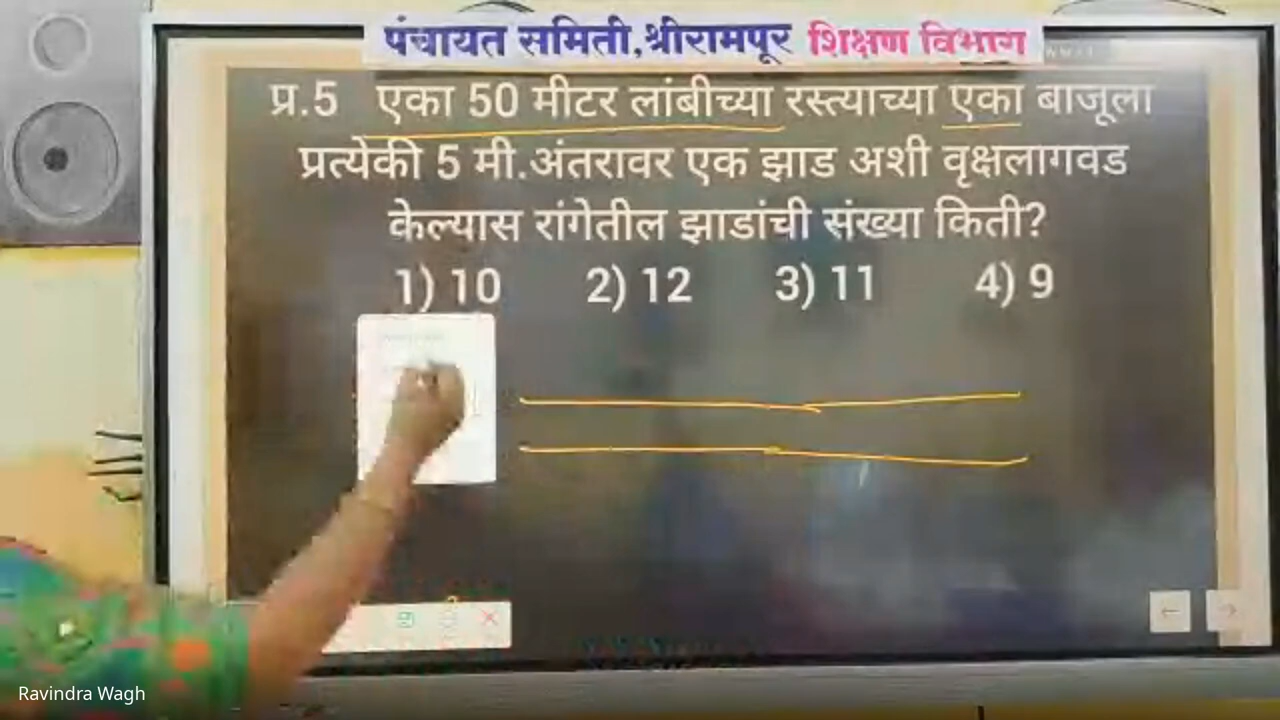 पंचायत समिती,श्रीरामपूर शिक्षण विभाग
प्र.5 एका 50 मीटर लांबीच्या रस्त्याच्या एका बाजूला
प्रत्येकी 5 मी.अंतरावर एक झाड अशी वृक्षलागवड
केल्यास रांगेतील झाडांची संख्या किती?
1) 10 2) 12 3) 11 4) 9
Ravindra Wagh